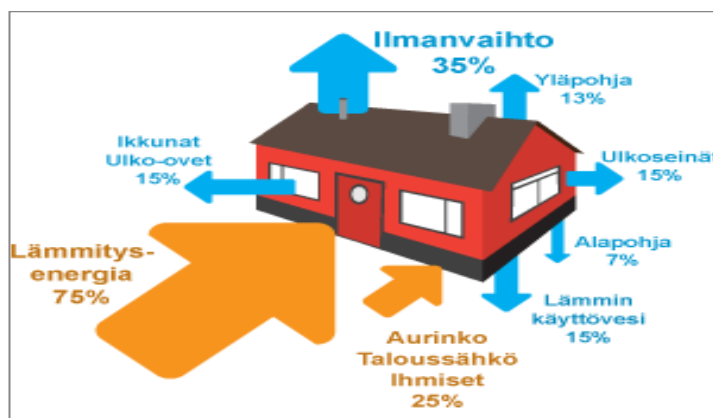 Ilmanvaihto
35%
Yläpohja
13%
Ikkunat
Ulko-ovet
15%
Ulkoseinät
15%
Lämmitys-
energia
75%
Alapohja
7%
Lämmin
käyttövesi
15%
Aurinko
Taloussähkö
Ihmiset
25%